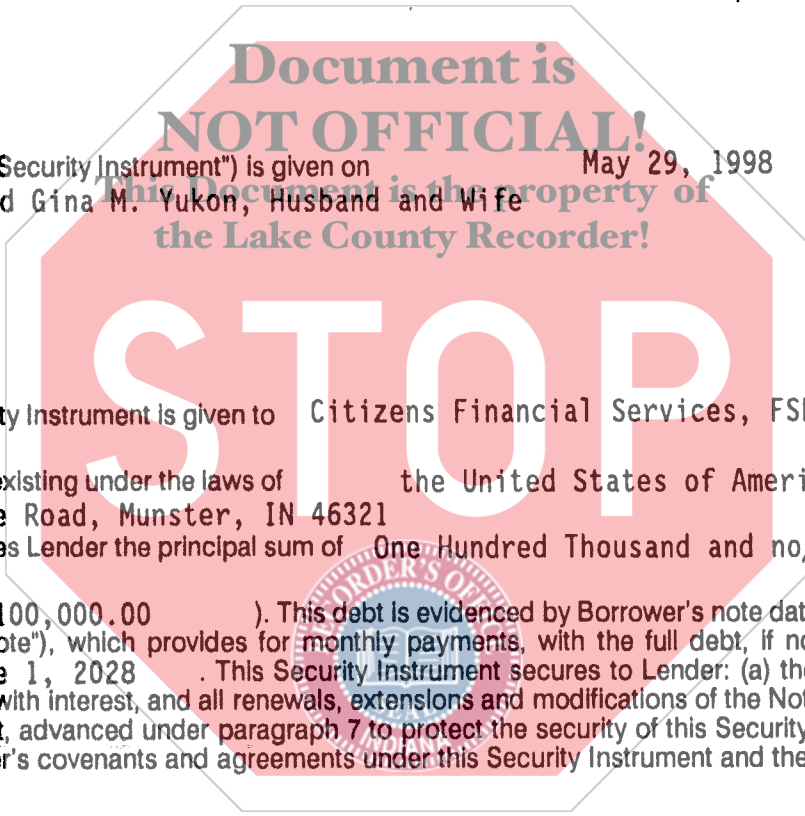 Document is
NOT OFFICIAL!
Security Instrument") is given on May 29, 1998
This Document is the property of
d Gina M. Yukon, Husband and Wife
the Lake County Recorder!
STOP
ty Instrument is given to Citizens Financial Services, FS
existing under the laws of the United States of Ameri
e Road, Munster, IN 46321
es Lender the principal sum of One Hundred Thousand and no/
100,000.00 ). This debt is evidenced by Borrower's note dat
ote"), which provides for monthly payments, with the full debt, if no
e 1, 2028 . This Security Instrument secures to Lender: (a) the
with interest, and all renewals, extensions and modifications of the Not
t, advanced under paragraph 7 to protect the security of this Security
er's covenants and agreements under this Security Instrument and the
RECORDER'S OFFICE
INDIANA